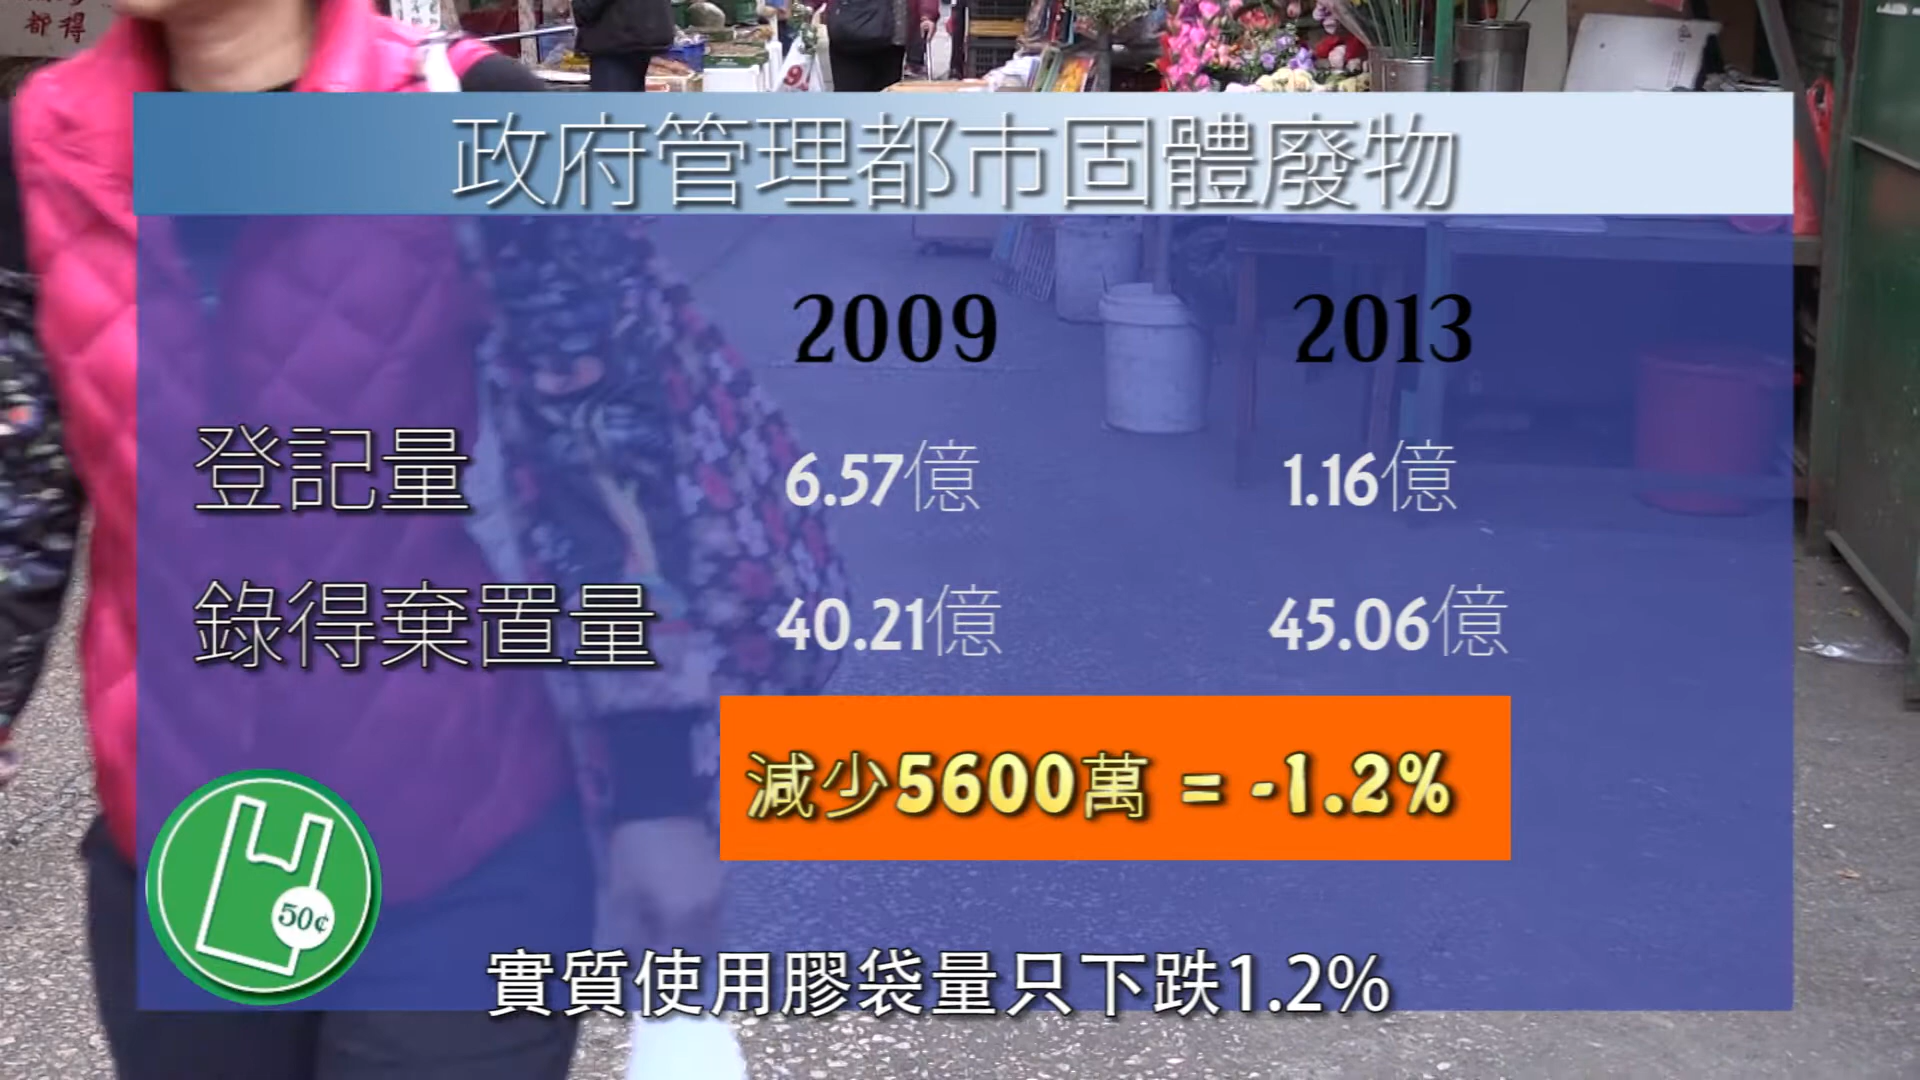 都得
9
政府管理都市固體廢物
2009 2013
登記量 6.57億 1.16億
錄得棄置量 40.21億 45.06億
減少5600萬 = -1.2%
50¢
實質使用膠袋量只下跌1.2%